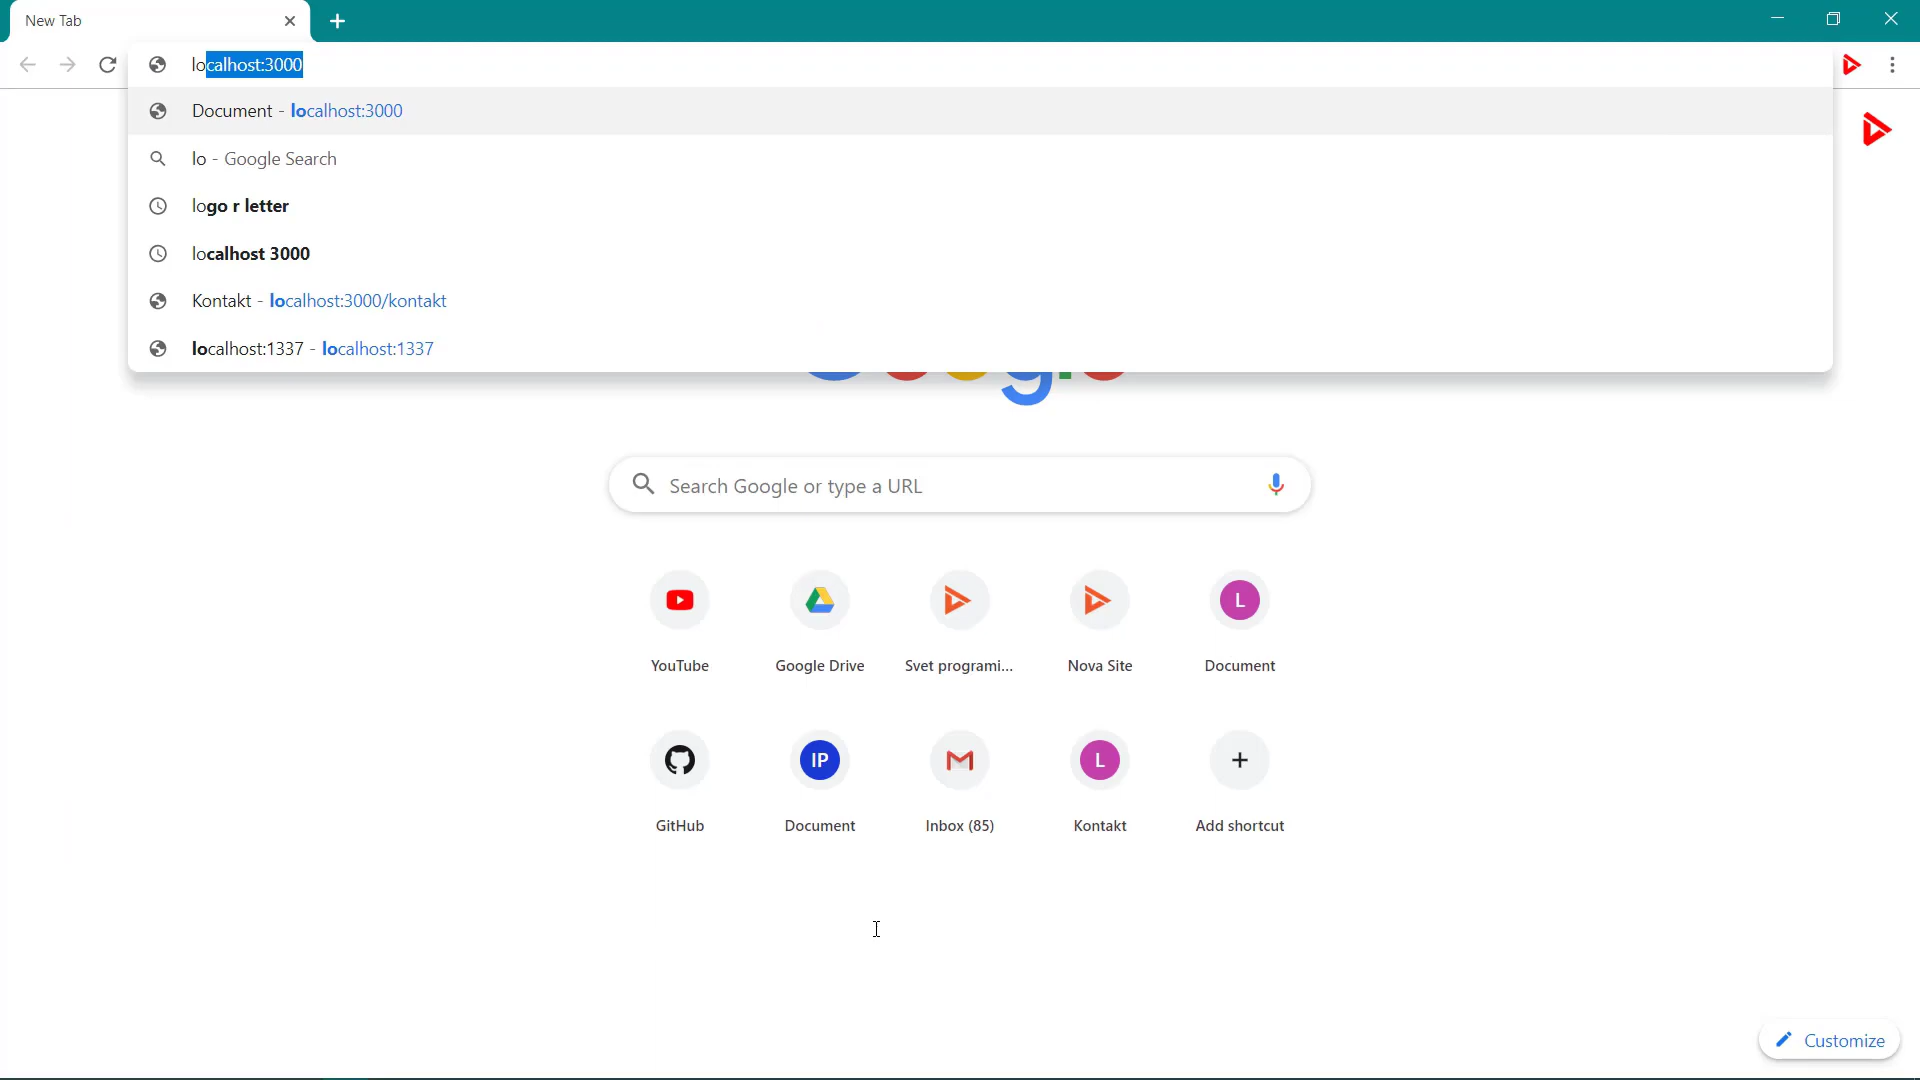 New Tab
localhost:3000
Document - localhost:3000
lo - Google Search
logo r letter
localhost 3000
Kontakt - localhost:3000/kontakt
localhost:1337 - localhost:1337
Search Google or type a URL
YouTube
Google Drive
Svet programi...
Nova Site
Document
L
GitHub
IP
Document
Inbox (85)
L
Kontakt
Add shortcut
Customize